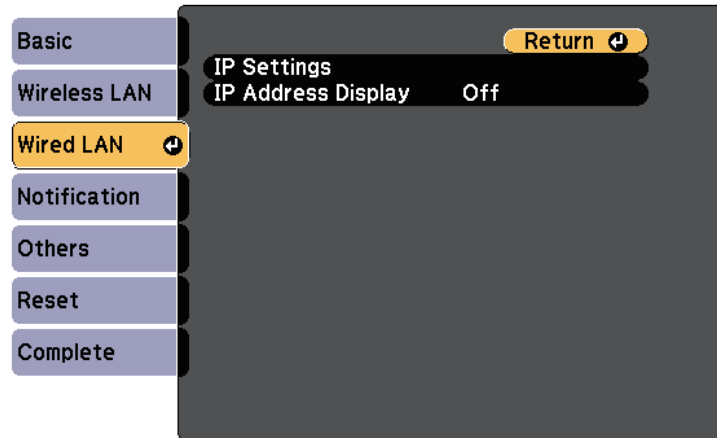 Basic
Wireless LAN
Wired LAN
Notification
Others
Reset
Complete
Return
IP Settings
IP Address Display Off